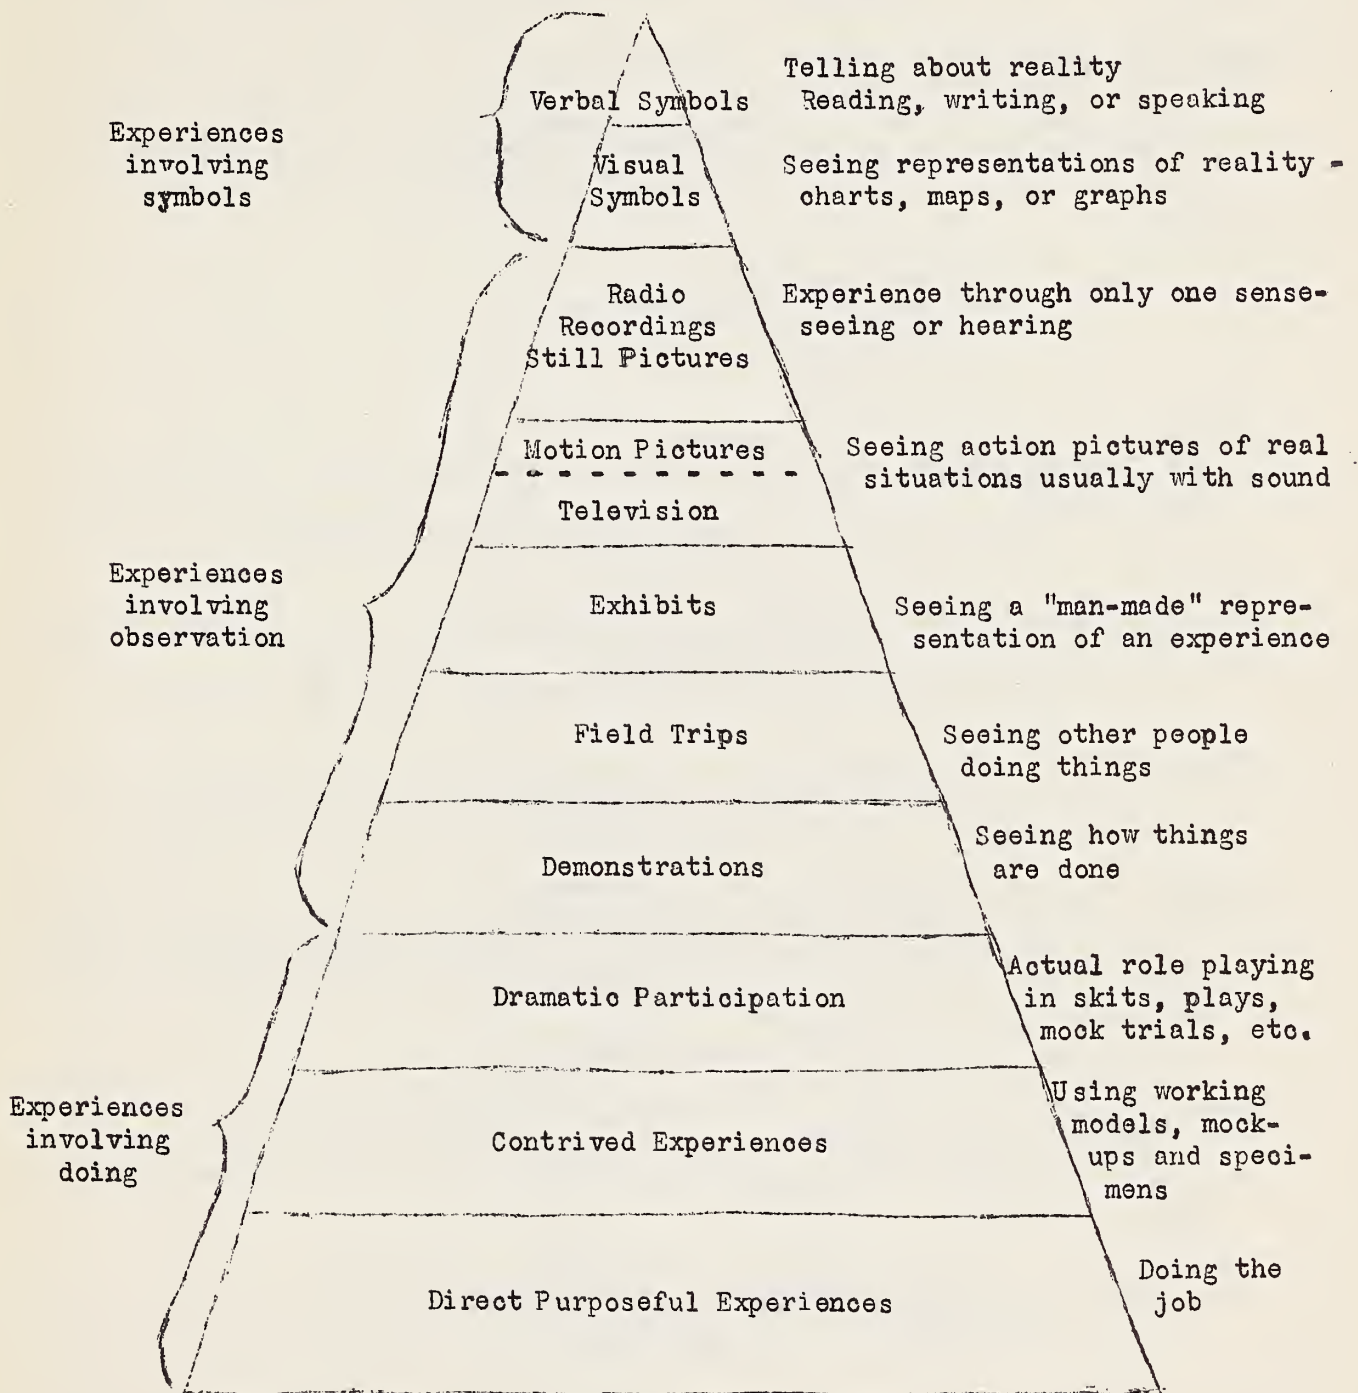 Telling about reality
Verbal Symbols
Reading, writing, or speaking
Experiences
involving
symbols
Visual
Symbols
Seeing representations of reality -
charts, maps, or graphs
Radio
Recordings
Still Pictures
Experience through only one sense-
seeing or hearing
Motion Pictures
Television
Seeing action pictures of real
situations usually with sound
Experiences
involving
observation
Exhibits
Seeing a "man-made" repre-
sentation of an experience
Field Trips
Seeing other people
doing things
Demonstrations
Seeing how things
are done
Dramatic Participation
Actual role playing
in skits, plays,
mock trials, etc.
Experiences
involving
doing
Contrived Experiences
Using working
models, mock-
ups and speci-
mens
Direct Purposeful Experiences
Doing the
job